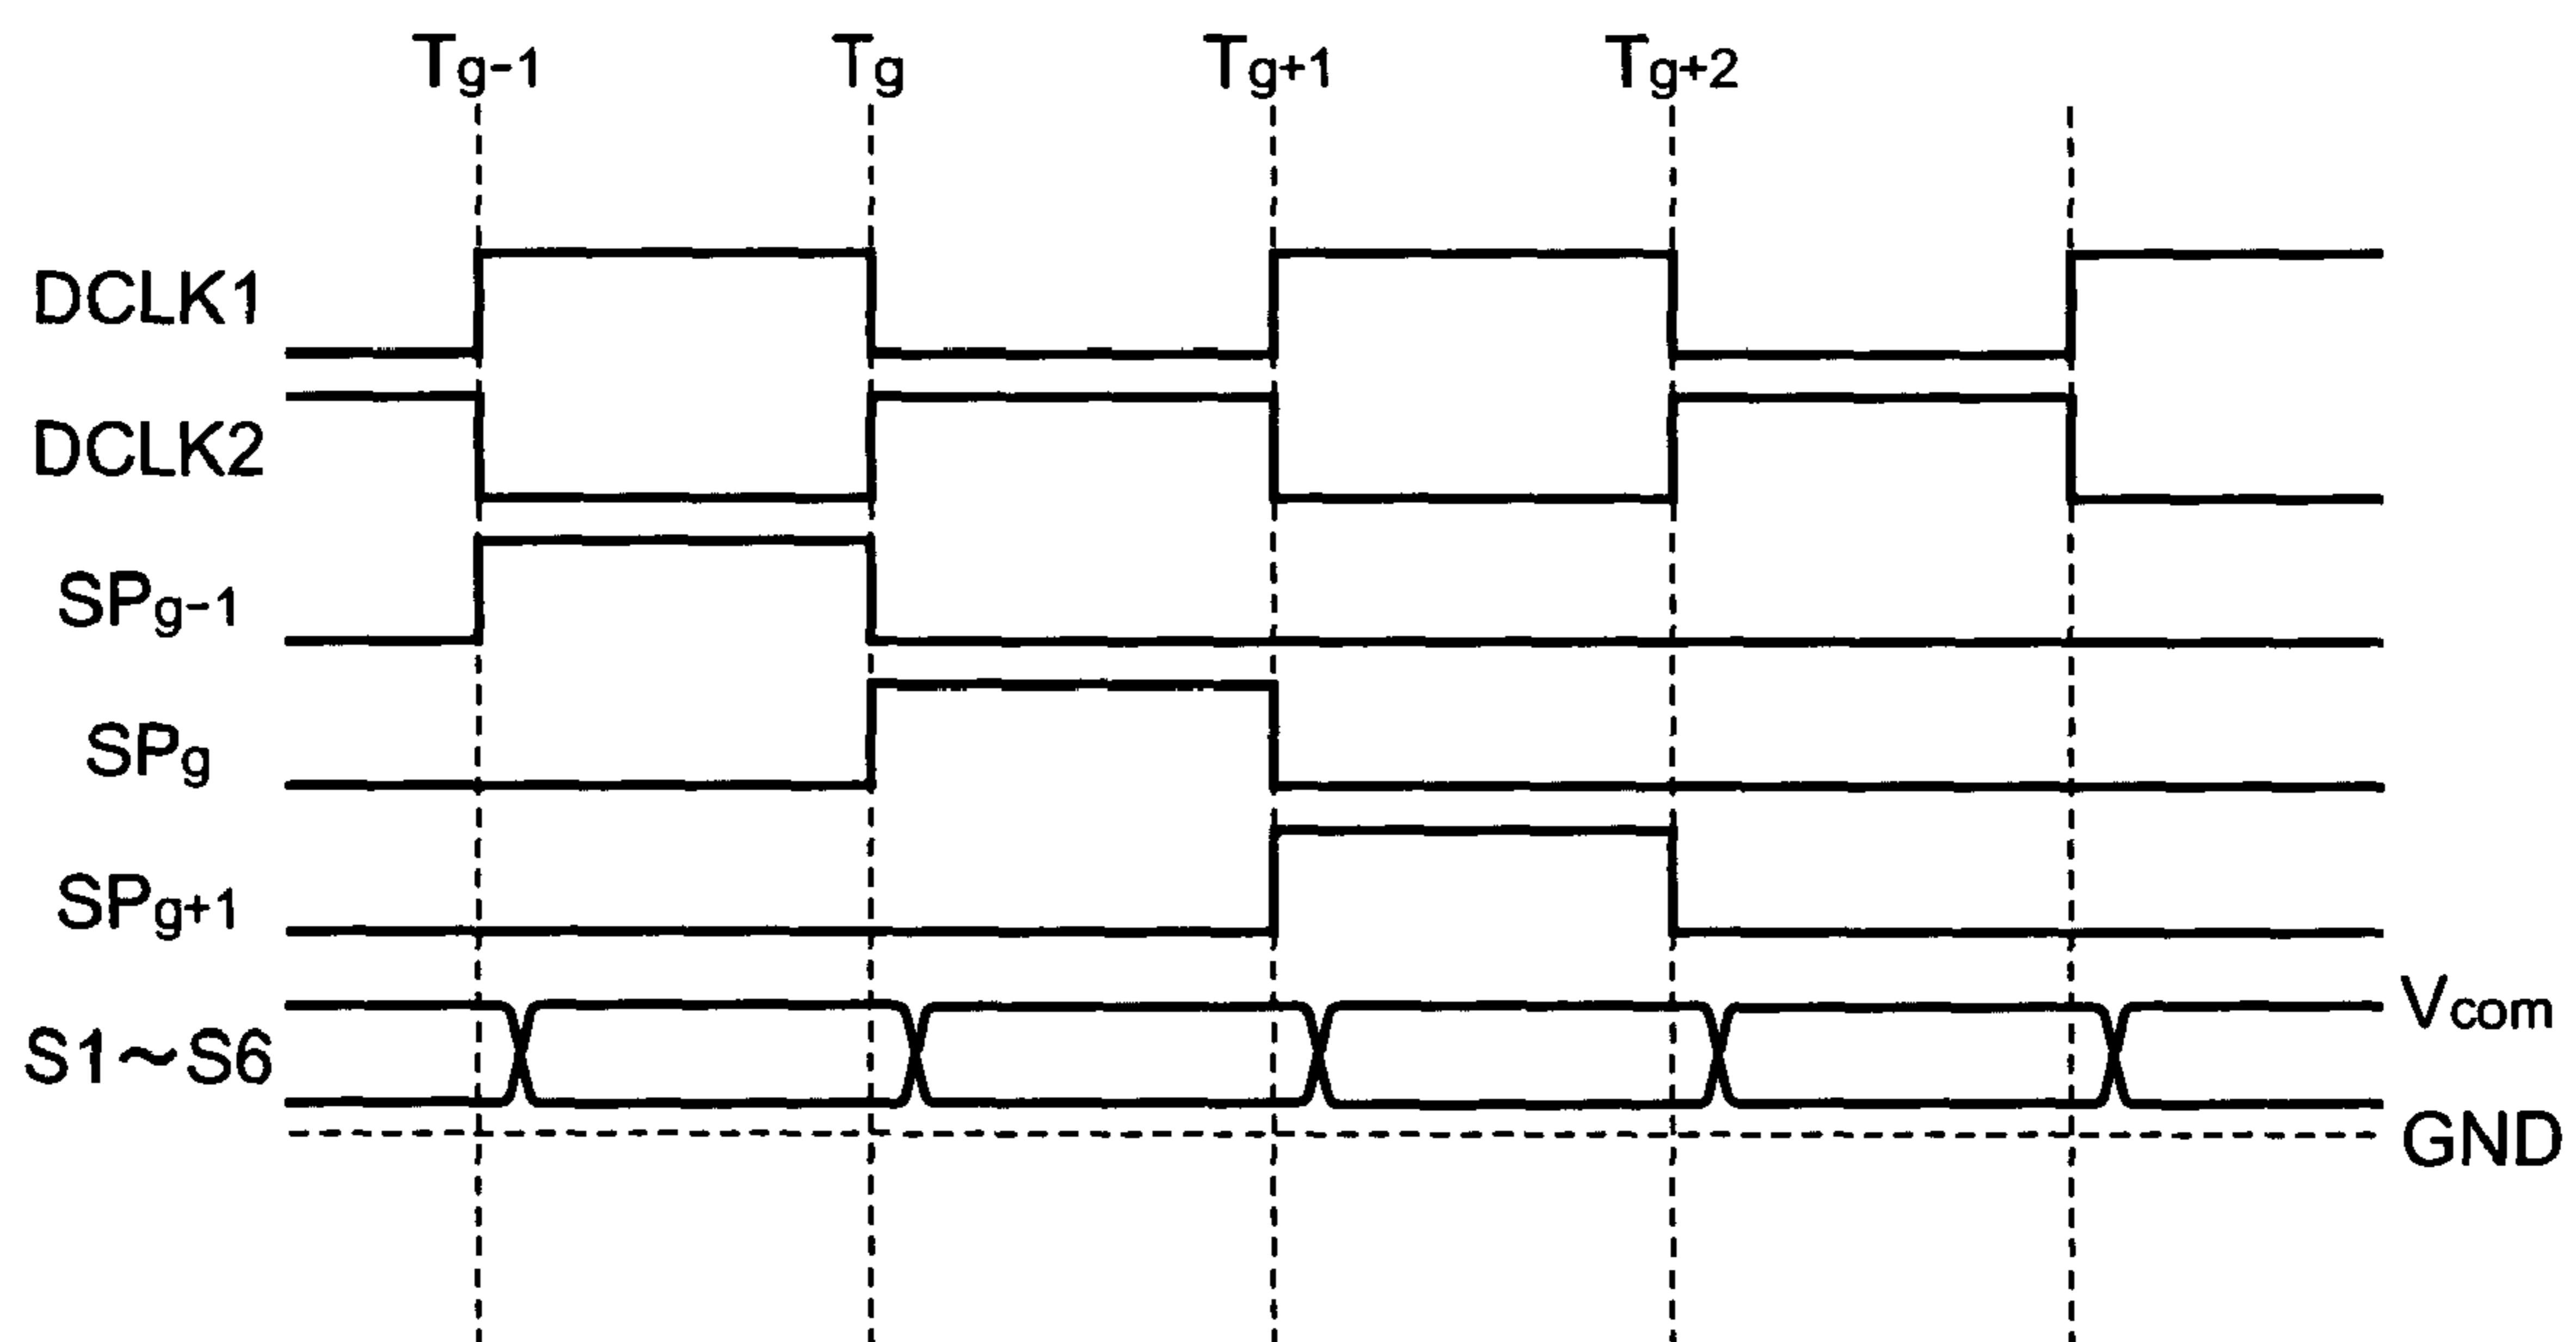 Tg-1 Tg Tg+1 Tg+2
DCLK1
DCLK2
SPg-1
SPg
SPg+1
Vcom
S1~S6
GND